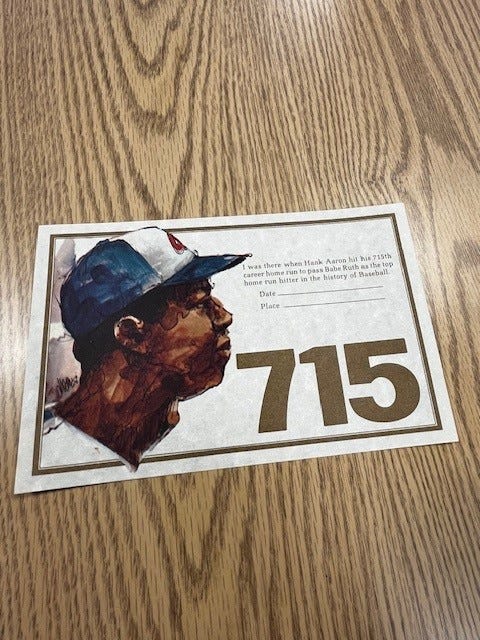 I was there when Hank Aaron hit his 715th
career home run to pass Babe Ruth as the top
home run hitter in the history of Baseball.
Date
Place
715